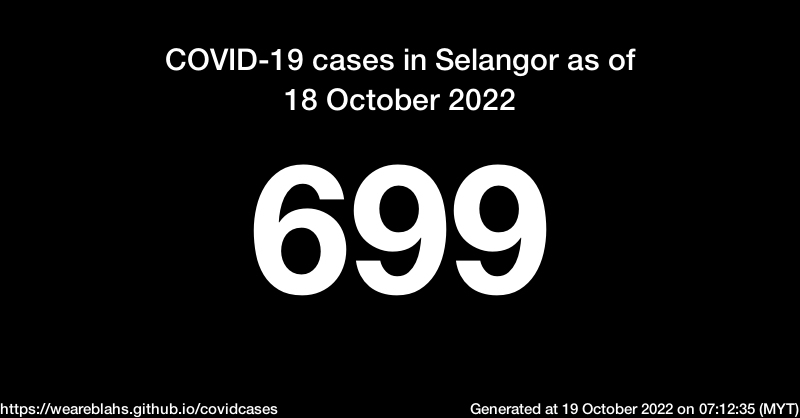 COVID-19 cases in Selangor as of
18 October 2022
699
https://weareblahs.github.io/covidcases
Generated at 19 October 2022 on 07:12:35 (MYT)